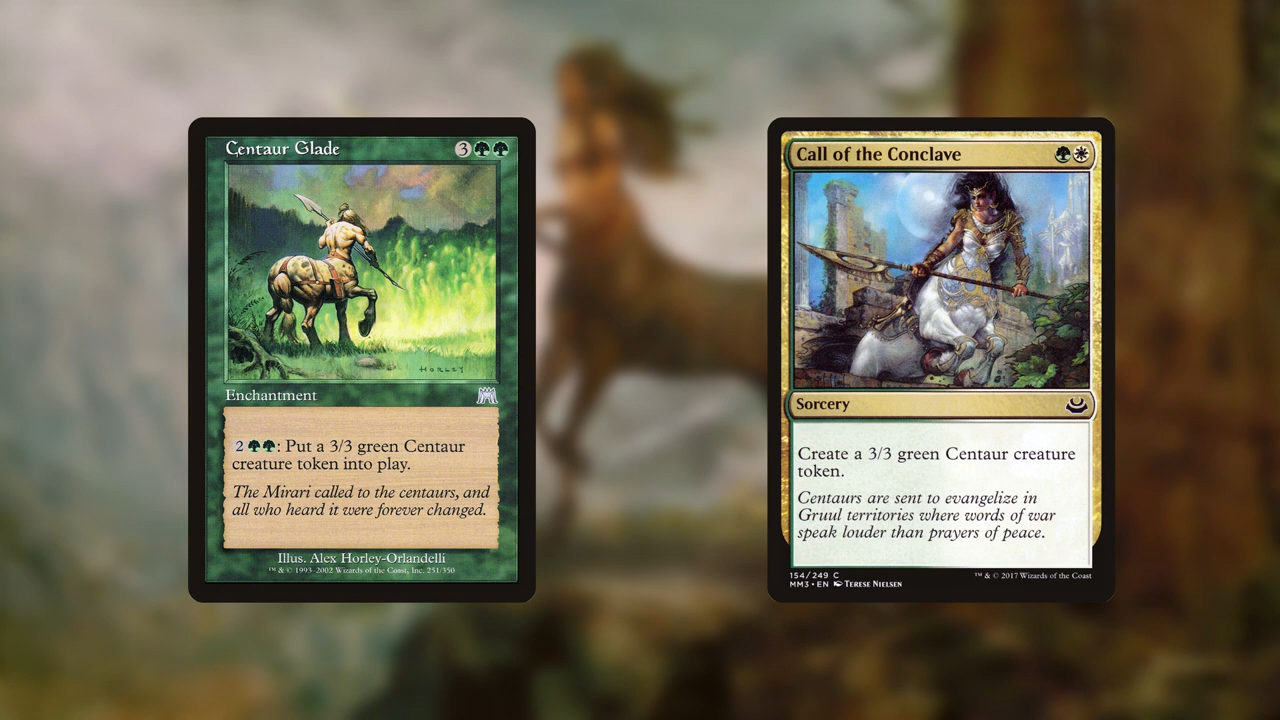 Centaur Glade
3
HORLEY
Enchantment
2: Put a 3/3 green Centaur
creature token into play.
The Mirari called to the centaurs, and
all who heard it were forever changed.
Illus. Alex Horley-Orlandelli
™ & © 1993-2002 Wizards of the Coast, Inc. 251/350
Call of the Conclave
Sorcery
Create a 3/3 green Centaur creature
token.
Centaurs are sent to evangelize in
Gruul territories where words of war
speak louder than prayers of peace.
154/249 C
MM3 • EN Terese Nielsen
™ & © 2017 Wizards of the Coast